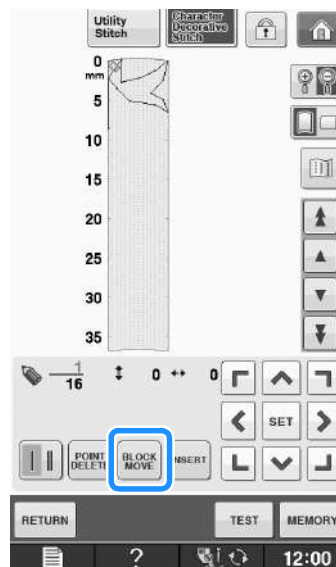 Utility
Stitch
Character
Decorative
Stitch
0
mm
5
10
15
20
25
30
35
1
16
0
0
SET
POINT
DELETE
BLOCK
MOVE
INSERT
RETURN
TEST
MEMORY
?
12:00